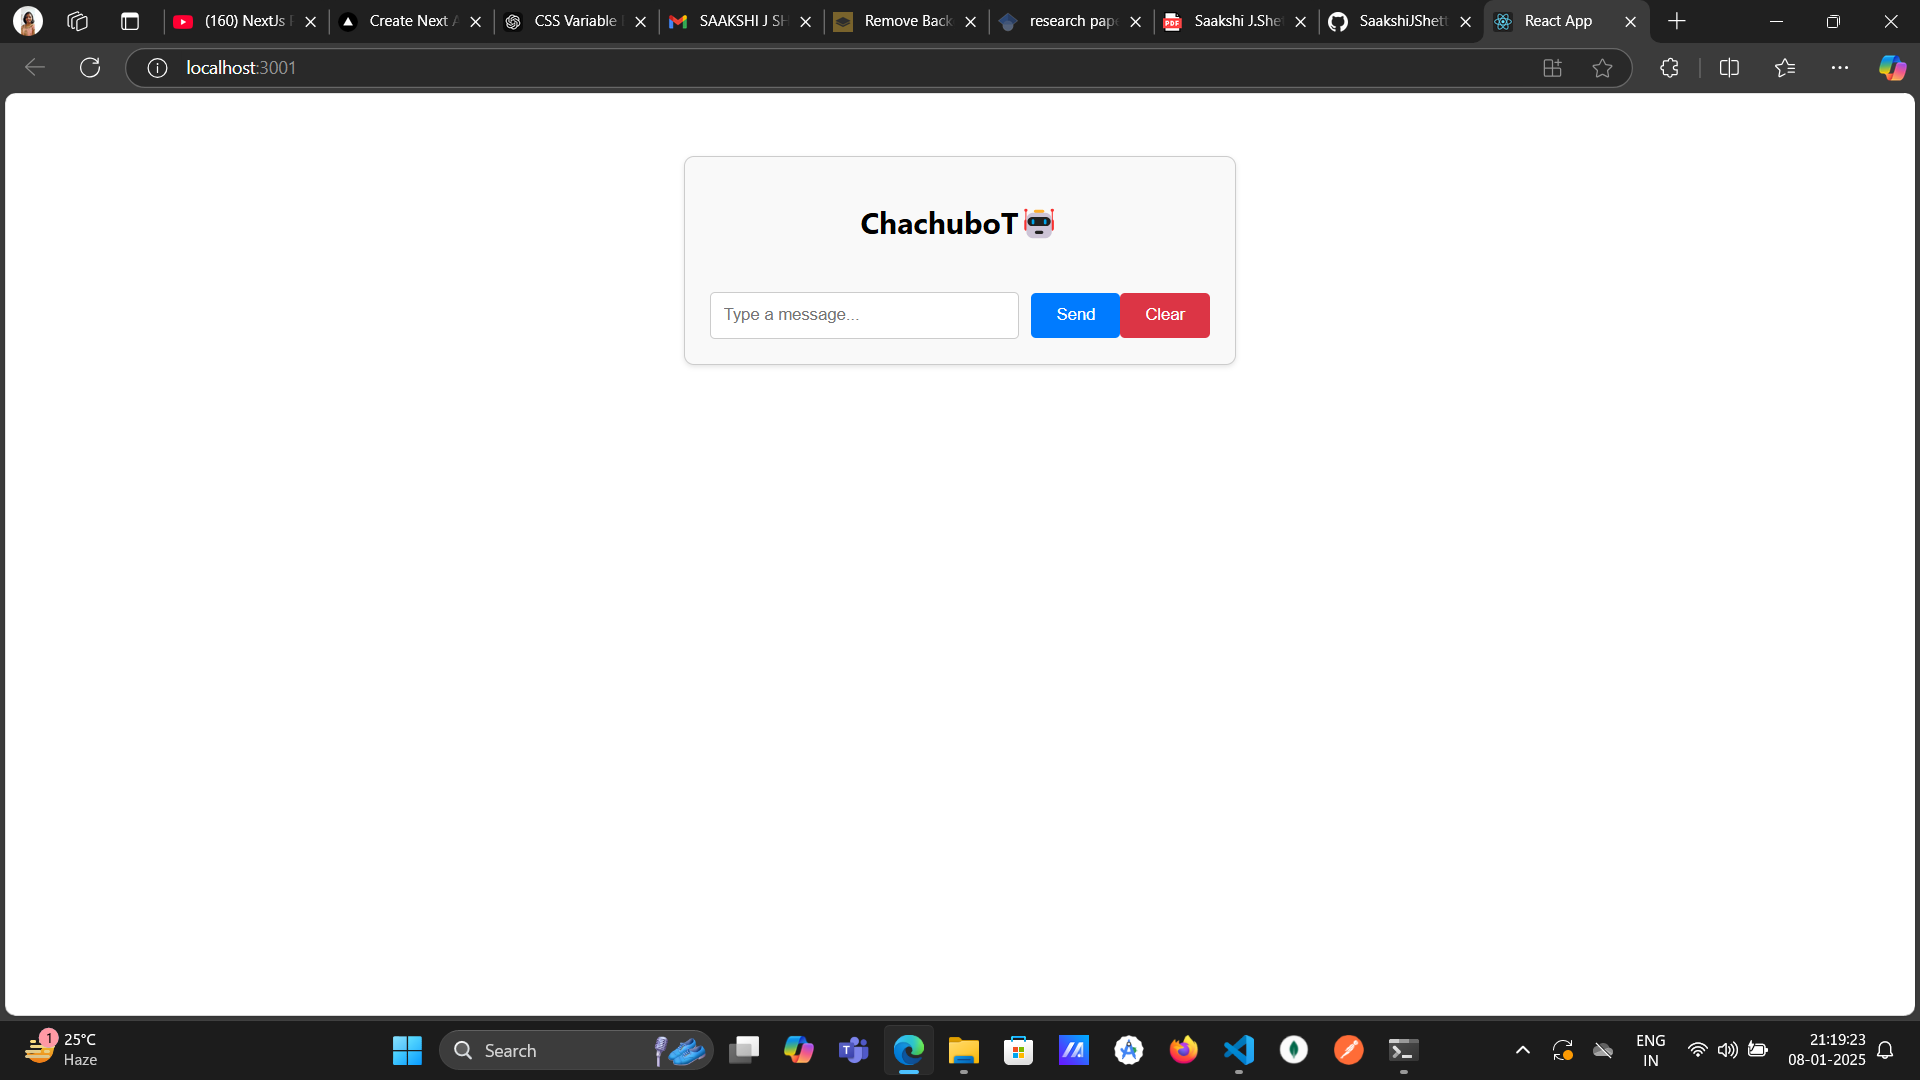 (160) NextJs
Create Next
CSS Variable
SAAKSHI J SH
Remove Back
research pap
Saakshi J.She
SaakshiJShett
React App
localhost:3001
ChachuboT🤖
Type a message...
Send
Clear
1
25°C
Haze
Search
ENG
IN
21:19:23
08-01-2025